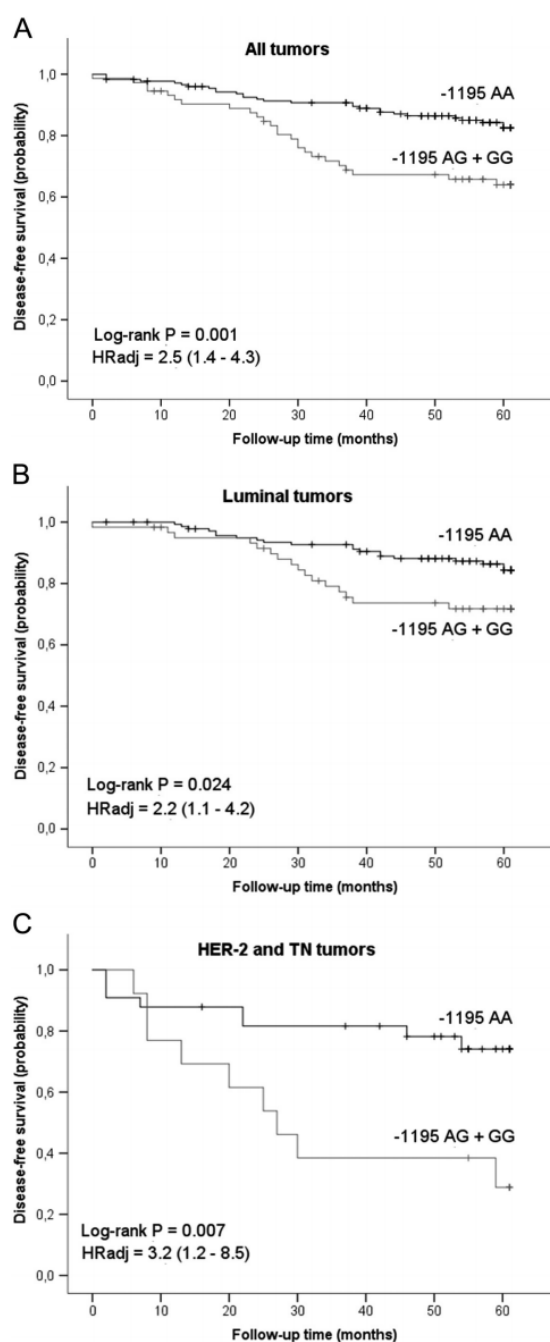 A
All tumors
1,0
-1195 AA
0,8
-1195 AG + GG
0,6
0,4
0,2
Log-rank P = 0.001
HRadj = 2.5 (1.4 - 4.3)
0,0
Disease-free survival (probability)
0 10 20 30 40 50 60
Follow-up time (months)
B
Luminal tumors
1,0
-1195 AA
0,8
-1195 AG + GG
0,6
0,4
0,2
Log-rank P = 0.024
HRadj = 2.2 (1.1 - 4.2)
0,0
Disease-free survival (probability)
0 10 20 30 40 50 60
Follow-up time (months)
C
HER-2 and TN tumors
1,0
-1195 AA
0,8
0,6
-1195 AG + GG
0,4
0,2
Log-rank P = 0.007
HRadj = 3.2 (1.2 - 8.5)
0,0
Disease-free survival (probability)
0 10 20 30 40 50 60
Follow-up time (months)